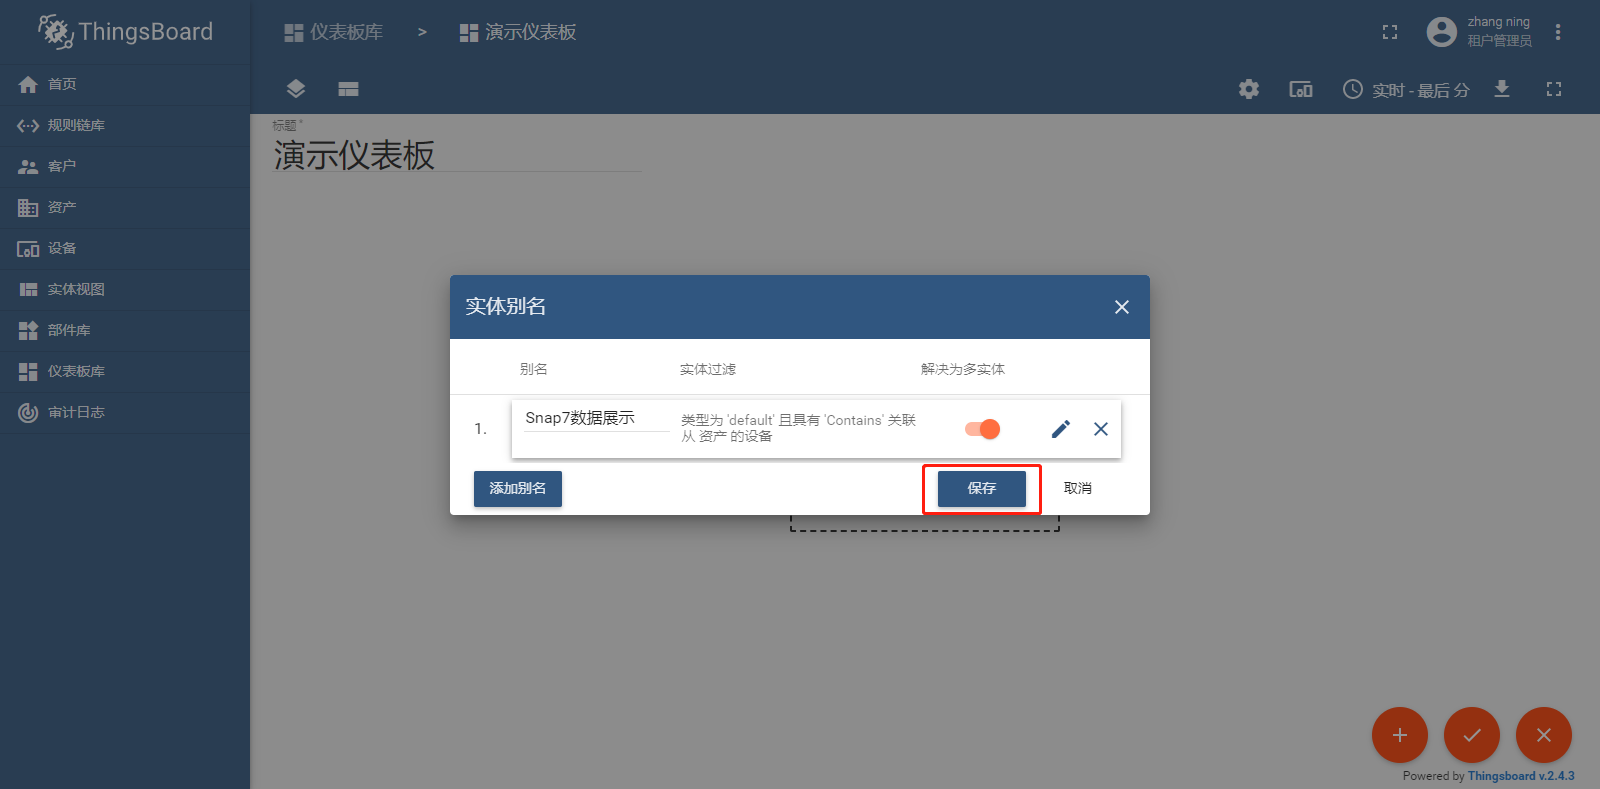 ThingsBoard
仪表板库 > 演示仪表板
zhang ning
租户管理员
首页
规则链库
客户
资产
设备
实体视图
部件库
仪表板库
审计日志
实时 - 最后 分
标题 *
演示仪表板
实体别名
别名 实体过滤 解决为多实体
1. Snap7数据展示 类型为 'default' 且具有 'Contains' 关联
从 资产 的设备
添加别名 保存 取消
Powered by Thingsboard v.2.4.3